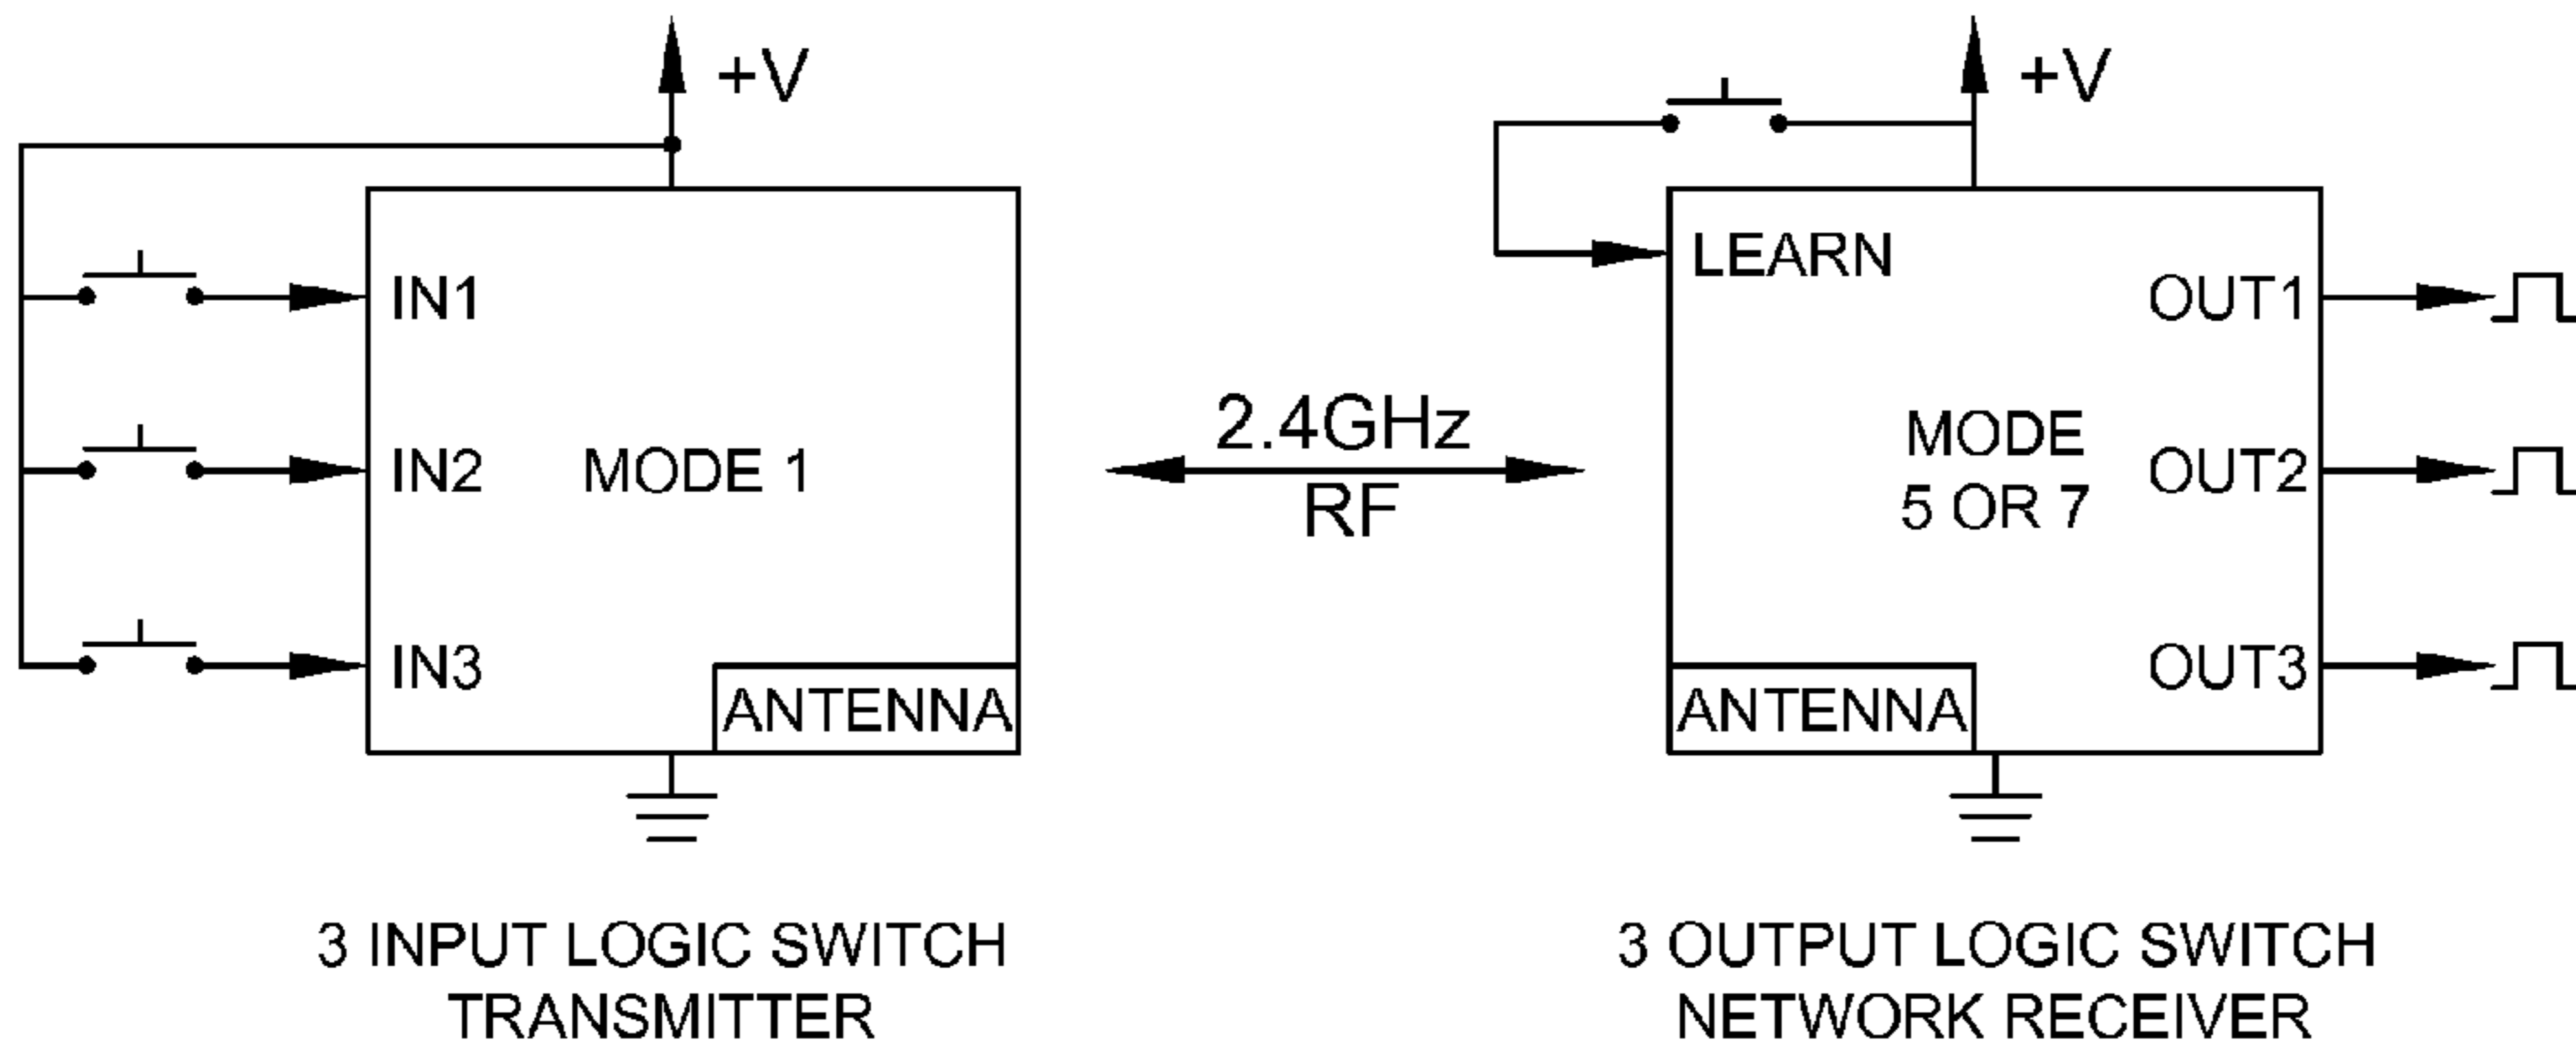 +V
IN1
IN2
MODE 1
IN3
ANTENNA
3 INPUT LOGIC SWITCH
TRANSMITTER
2.4GHz
RF
+V
LEARN
OUT1
MODE
5 OR 7
OUT2
OUT3
ANTENNA
3 OUTPUT LOGIC SWITCH
NETWORK RECEIVER